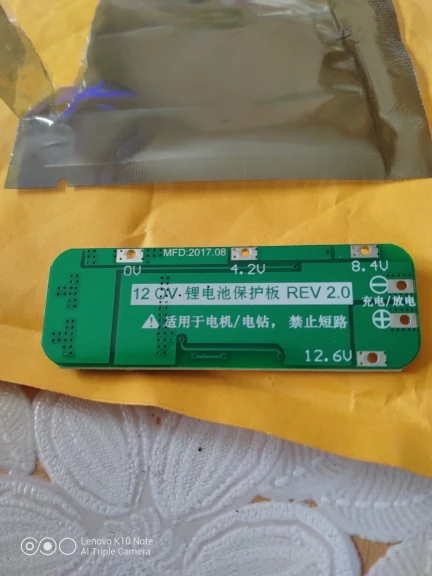 MFD:2017.08
0V
4.2V
8.4V
12 CV 锂电池保护板 REV 2.0
充电/放电
适用于电机/电钻，禁止短路
12.6V
Lenovo K10 Note
AI Triple Camera